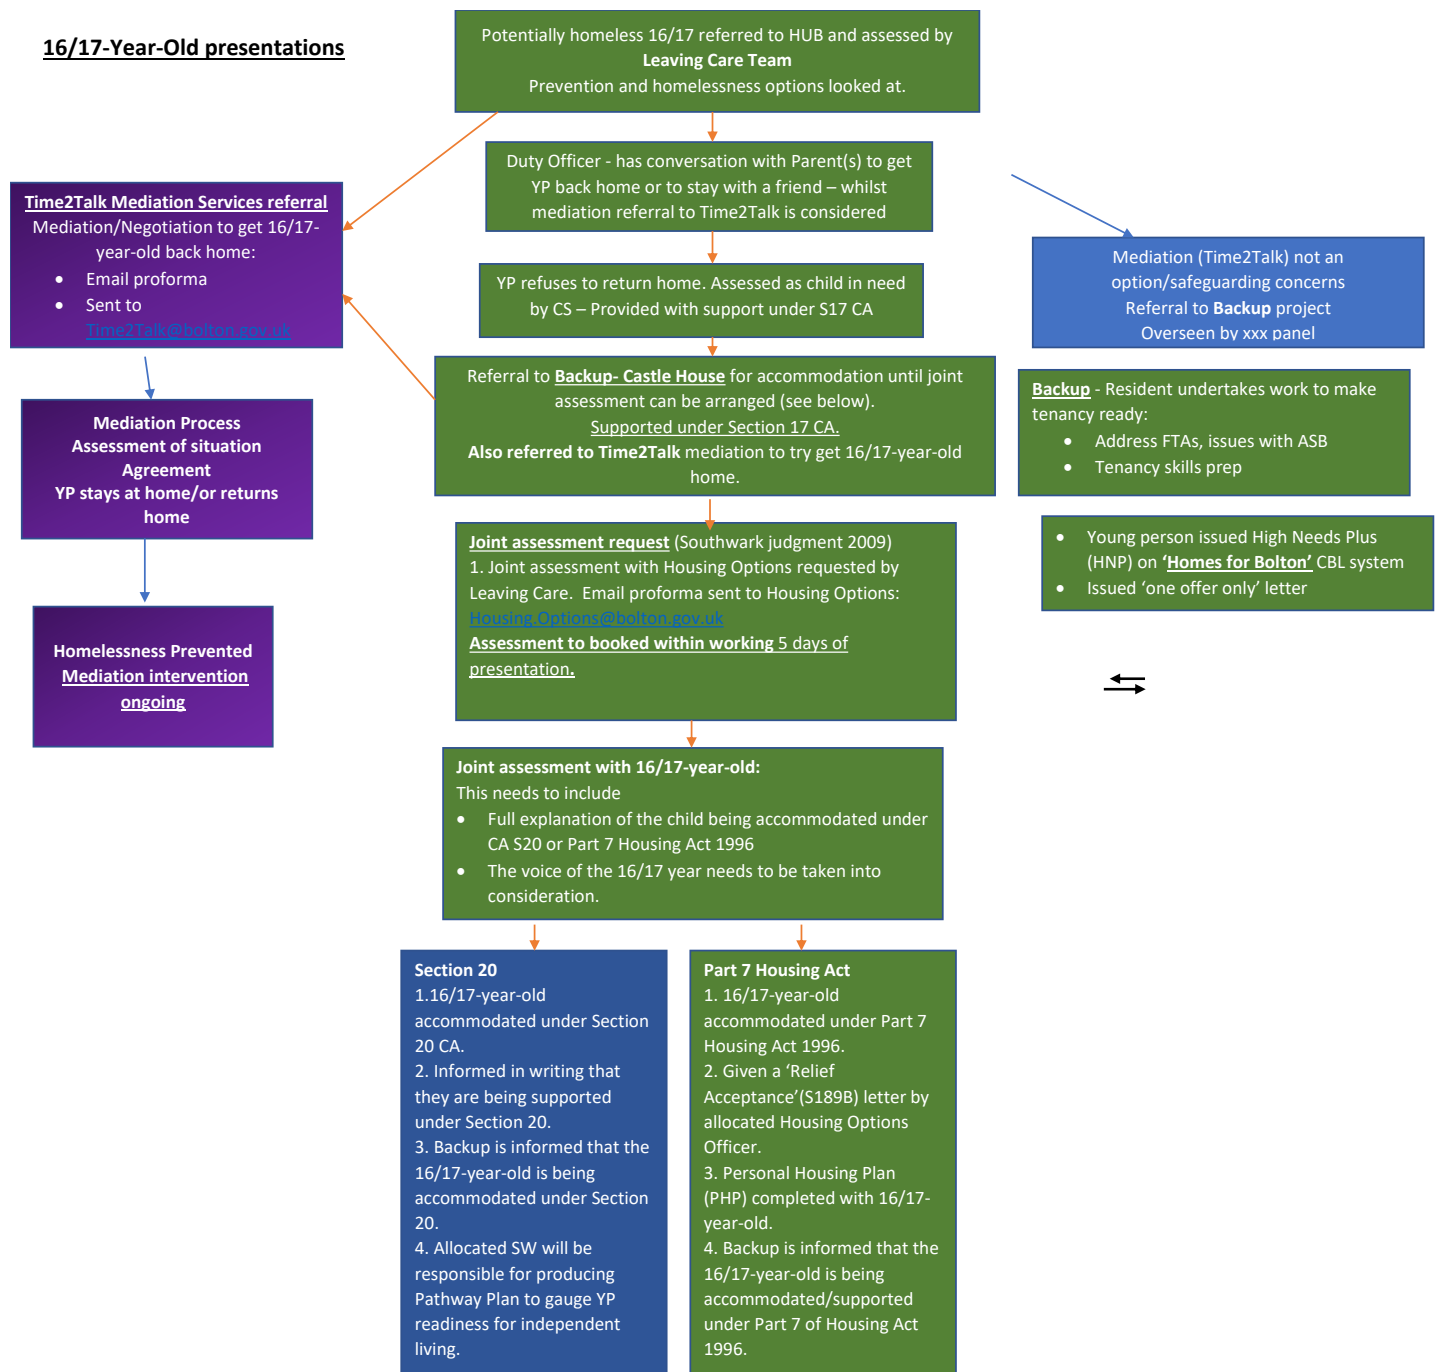 16/17-Year-Old presentations
Potentially homeless 16/17 referred to HUB and assessed by
Leaving Care Team
Prevention and homelessness options looked at.
Duty Officer - has conversation with Parent(s) to get
YP back home or to stay with a friend – whilst
mediation referral to Time2Talk is considered
Time2Talk Mediation Services referral
Mediation/Negotiation to get 16/17-
year-old back home:
• Email proforma
• Sent to
Time2Talk@bolton.gov.uk
Mediation (Time2Talk) not an
option/safeguarding concerns
Referral to Backup project
Overseen by xxx panel
YP refuses to return home. Assessed as child in need
by CS – Provided with support under S17 CA
Referral to Backup- Castle House for accommodation until joint
assessment can be arranged (see below).
Supported under Section 17 CA.
Also referred to Time2Talk mediation to try get 16/17-year-old
home.
Backup - Resident undertakes work to make
tenancy ready:
• Address FTAs, issues with ASB
• Tenancy skills prep
Mediation Process
Assessment of situation
Agreement
YP stays at home/or returns
home
• Young person issued High Needs Plus
(HNP) on ‘Homes for Bolton’ CBL system
• Issued ‘one offer only’ letter
Joint assessment request (Southwark judgment 2009)
1. Joint assessment with Housing Options requested by
Leaving Care. Email proforma sent to Housing Options:
Housing.Options@bolton.gov.uk
Assessment to booked within working 5 days of
presentation.
Homelessness Prevented
Mediation intervention
ongoing
Joint assessment with 16/17-year-old:
This needs to include
• Full explanation of the child being accommodated under
CA S20 or Part 7 Housing Act 1996
• The voice of the 16/17 year needs to be taken into
consideration.
Section 20
1.16/17-year-old
accommodated under Section
20 CA.
2. Informed in writing that
they are being supported
under Section 20.
3. Backup is informed that the
16/17-year-old is being
accommodated under Section
20.
4. Allocated SW will be
responsible for producing
Pathway Plan to gauge YP
readiness for independent
living.
Part 7 Housing Act
1. 16/17-year-old
accommodated under Part 7
Housing Act 1996.
2. Given a ‘Relief
Acceptance’(S189B) letter by
allocated Housing Options
Officer.
3. Personal Housing Plan
(PHP) completed with 16/17-
year-old.
4. Backup is informed that the
16/17-year-old is being
accommodated/supported
under Part 7 of Housing Act
1996.